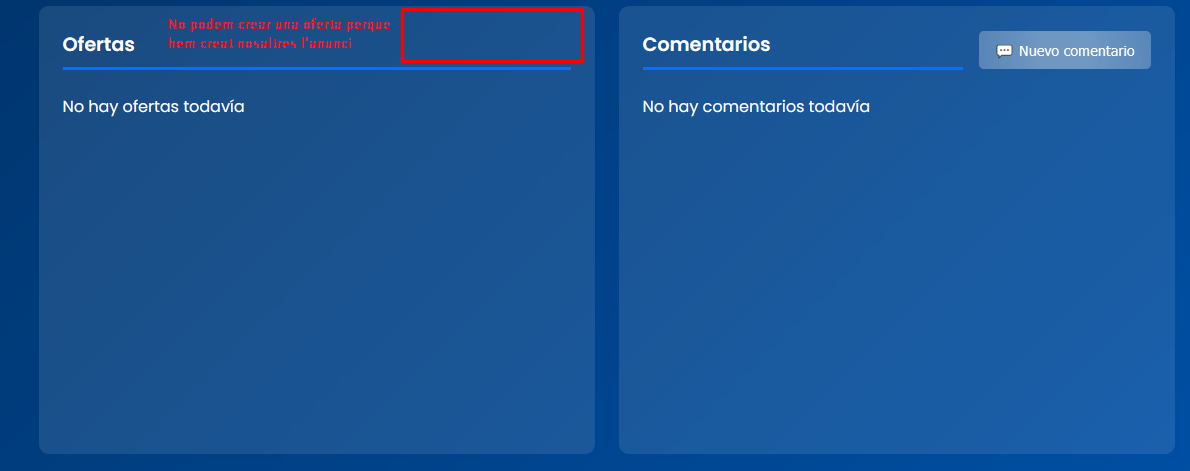 No podem crear una oferta perque
hem creat nosaltres l'anunci
Ofertas
No hay ofertas todavía
Comentarios
Nuevo comentario
No hay comentarios todavía